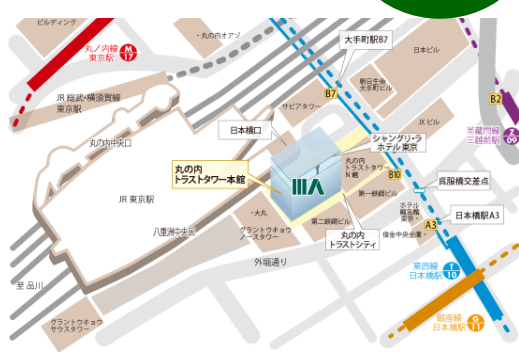 ビルディング
・丸の内オアゾ
大手町駅B7
丸ノ内線
東京駅
M
17
日本ビル
JR 総武・横須賀線
東京駅
朝日生命
大手町ビル
サピアタワー
B7
B2
丸の内中央口
日本橋口
JXビル
半蔵門線
三越前駅
Z
09
シャングリ・ラ
ホテル 東京
丸の内
トラストタワー本館
丸の内
トラストタワー
N 館
B10
呉服橋交差点
JR 東京駅
第一鉄鋼ビル
・大丸
ホテル
龍名館
東京・
日本橋駅A3
八重洲中央口
グラントウキョウ
ノースタワー
第二鉄鋼ビル
丸の内
トラストシティ
A3
信金中央金庫・
外堀通り
東西線
日本橋駅
T
10
至 品川
グラントウキョウ
サウスタワー
銀座線
日本橋駅
G
11